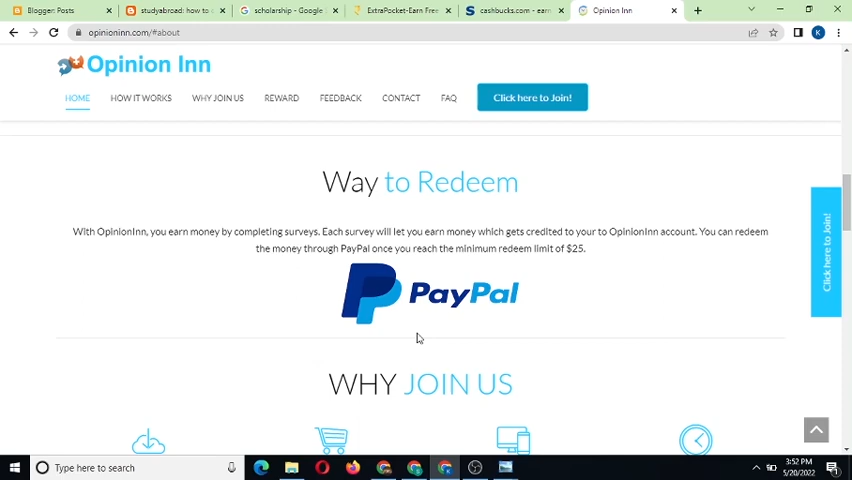 Blogger: Posts
studyabroad: how to
scholarship - Google
ExtraPocket-Earn Free
cashbucks.com - earn
Opinion Inn
opinioninn.com/#about
K
Opinion Inn
HOME HOW IT WORKS WHY JOIN US REWARD FEEDBACK CONTACT FAQ Click here to Join!
Way to Redeem
With OpinionInn, you earn money by completing surveys. Each survey will let you earn money which gets credited to your to OpinionInn account. You can redeem
the money through PayPal once you reach the minimum redeem limit of $25.
Click here to Join!
PayPal
WHY JOIN US
Type here to search
3:52 PM
5/20/2022